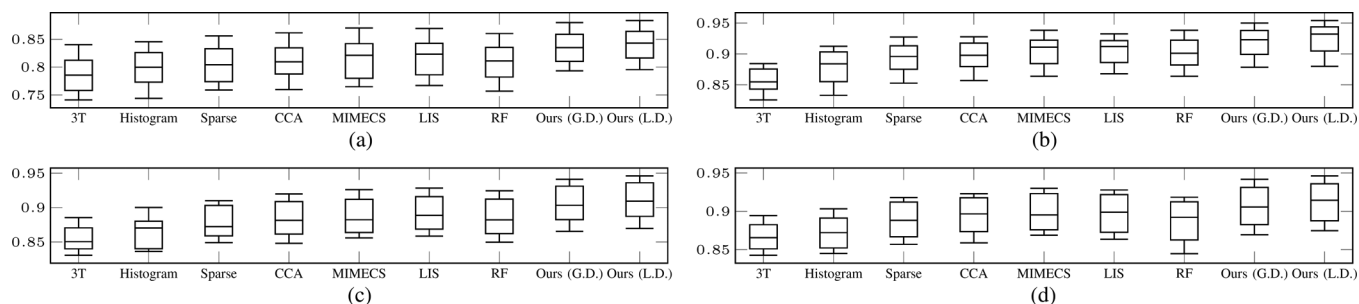 0.85
0.8
0.75
3T Histogram Sparse CCA MIMECS LIS RF Ours (G.D.) Ours (L.D.)
(a)
0.95
0.9
0.85
3T Histogram Sparse CCA MIMECS LIS RF Ours (G.D.) Ours (L.D.)
(b)
0.95
0.9
0.85
3T Histogram Sparse CCA MIMECS LIS RF Ours (G.D.) Ours (L.D.)
(c)
0.95
0.9
0.85
3T Histogram Sparse CCA MIMECS LIS RF Ours (G.D.) Ours (L.D.)
(d)